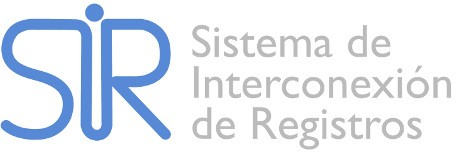 SIR
Sistema de
Interconexión
de Registros